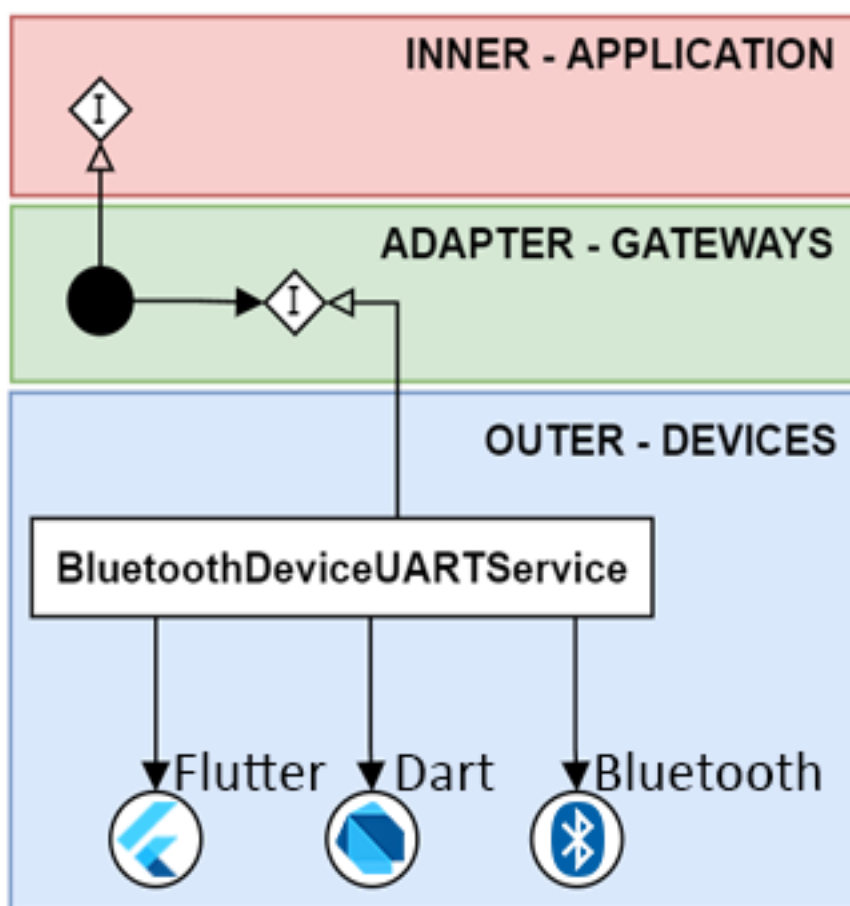 INNER - APPLICATION
I
ADAPTER - GATEWAYS
I
OUTER - DEVICES
BluetoothDeviceUARTService
Flutter Dart Bluetooth